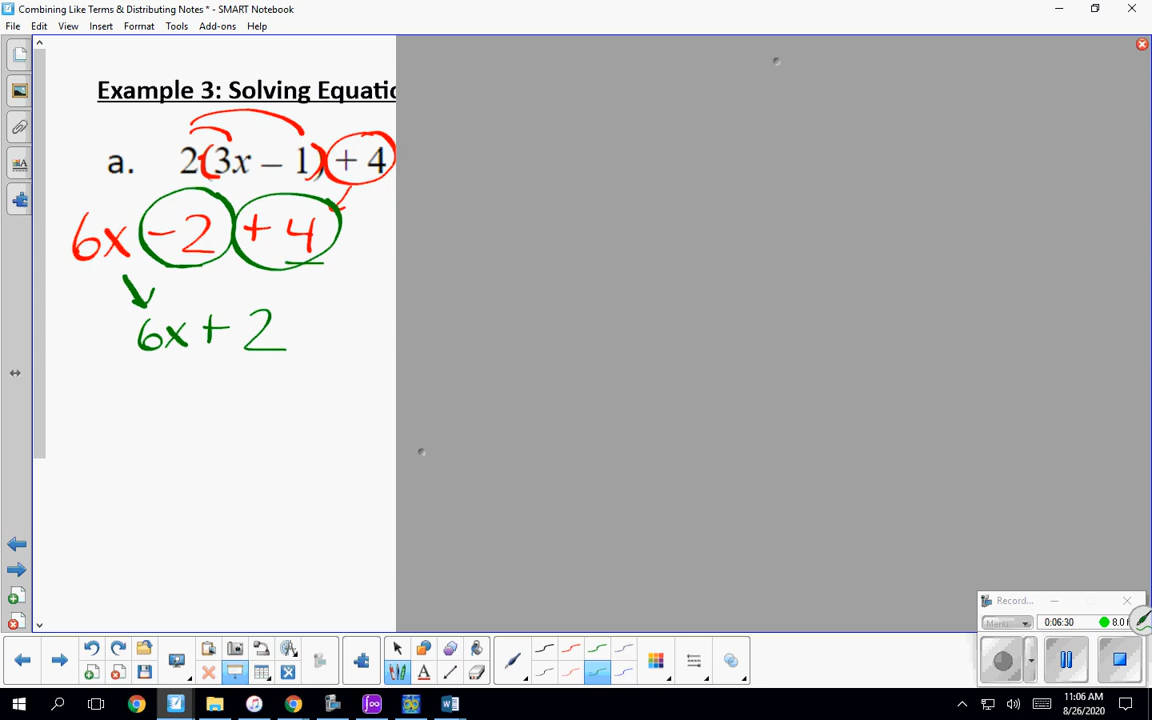 Combining Like Terms & Distributing Notes * - SMART Notebook
File Edit View Insert Format Tools Add-ons Help
Example 3: Solving Equatio
a. 2(3x – 1) + 4
6x - 2 + 4
6x + 2
Record...
Menu 0:06:30 8.0
11:06 AM
8/26/2020